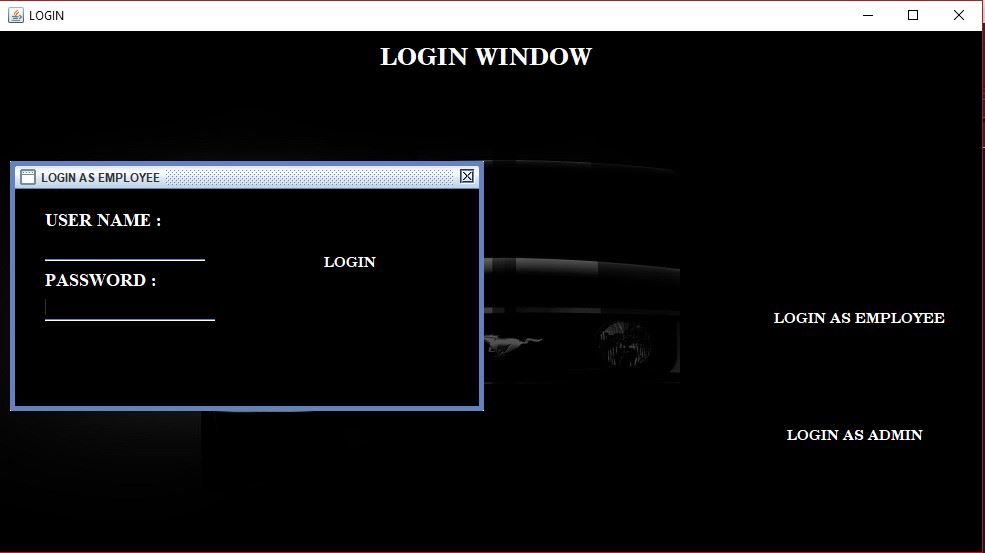 LOGIN
LOGIN WINDOW
LOGIN AS EMPLOYEE
USER NAME :
LOGIN
PASSWORD :
LOGIN AS EMPLOYEE
LOGIN AS ADMIN